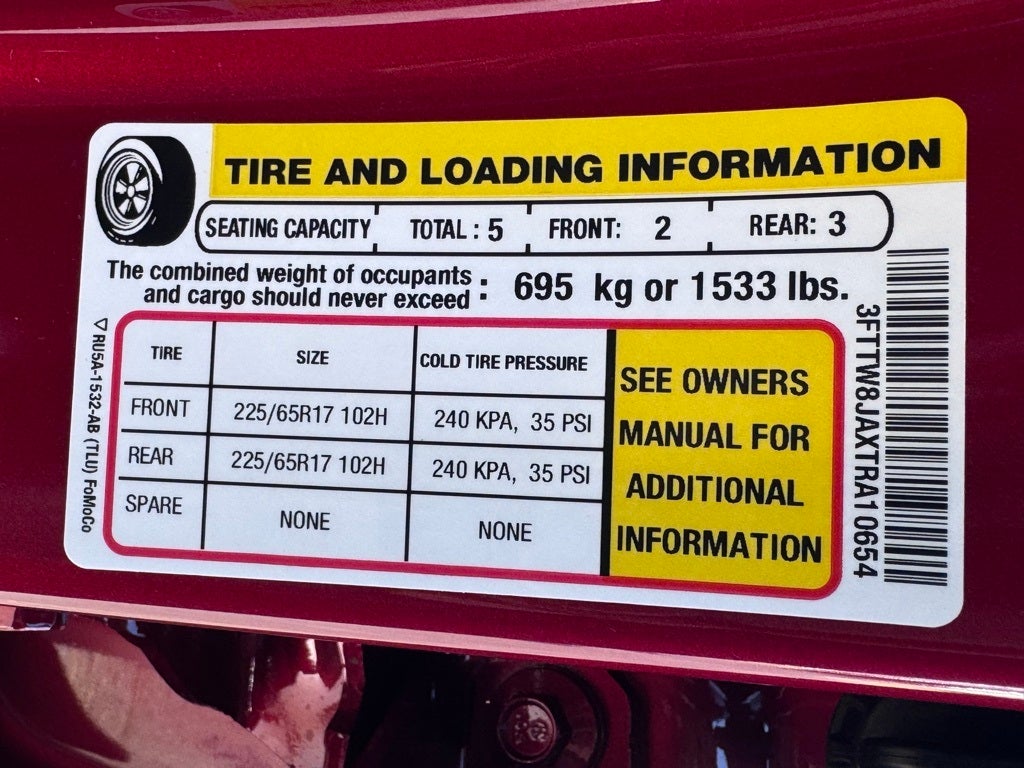 TIRE AND LOADING INFORMATION
SEATING CAPACITY TOTAL : 5 FRONT: 2 REAR: 3
The combined weight of occupants
and cargo should never exceed : 695 kg or 1533 lbs.
TIRE SIZE COLD TIRE PRESSURE
FRONT 225/65R17 102H 240 KPA, 35 PSI
REAR 225/65R17 102H 240 KPA, 35 PSI
SPARE NONE NONE
SEE OWNERS
MANUAL FOR
ADDITIONAL
INFORMATION
3FTTW8JAXTRA10654
▽RU5A-1532-AB (TLU) FoMoCo